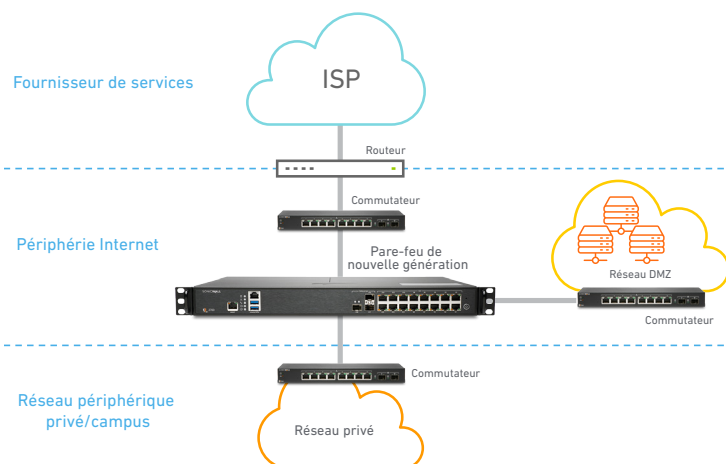 ISP
Fournisseur de services
Routeur
Commutateur
Périphérie Internet
Pare-feu de
nouvelle génération
Réseau DMZ
Commutateur
Commutateur
Réseau périphérique
privé/campus
Réseau privé